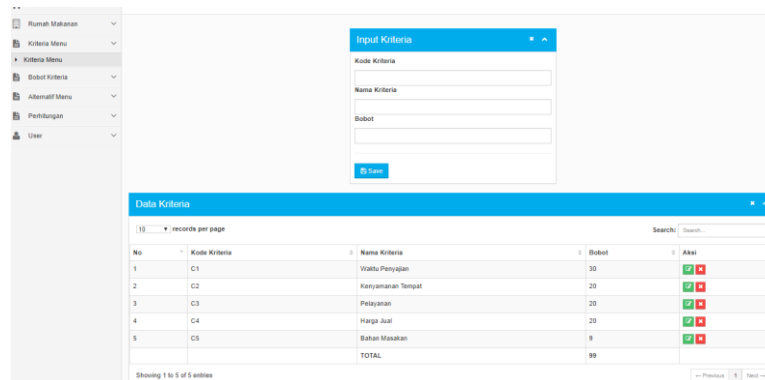 Rumah Makanan
Kriteria Menu
Kriteria Menu
Bobot Kriteria
Alternatif Menu
Perhitungan
User
Input Kriteria
Kode Kriteria
Nama Kriteria
Bobot
Save
Data Kriteria
10 records per page Search: Search...
No Kode Kriteria Nama Kriteria Bobot Aksi
1 C1 Waktu Penyajian 30
2 C2 Kenyamanan Tempat 20
3 C3 Pelayanan 20
4 C4 Harga Jual 20
5 C5 Bahan Masakan 9
TOTAL 99
Showing 1 to 5 of 5 entries ← Previous 1 Next →